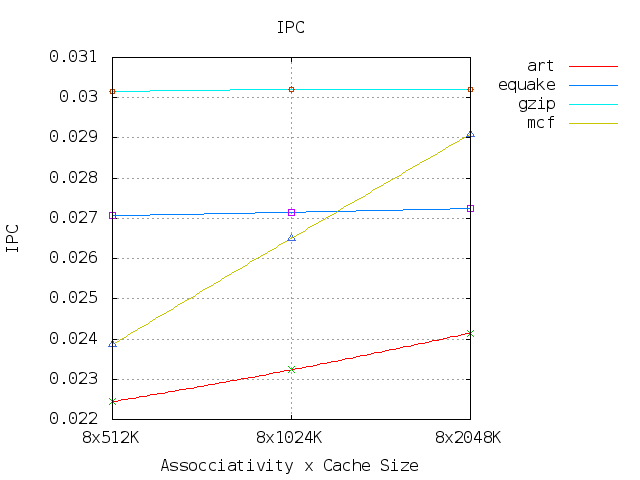 IPC
0.031
0.03
0.029
0.028
0.027
0.026
0.025
0.024
0.023
0.022
IPC
8x512K
8x1024K
8x2048K
Assocciativity x Cache Size
art
equake
gzip
mcf